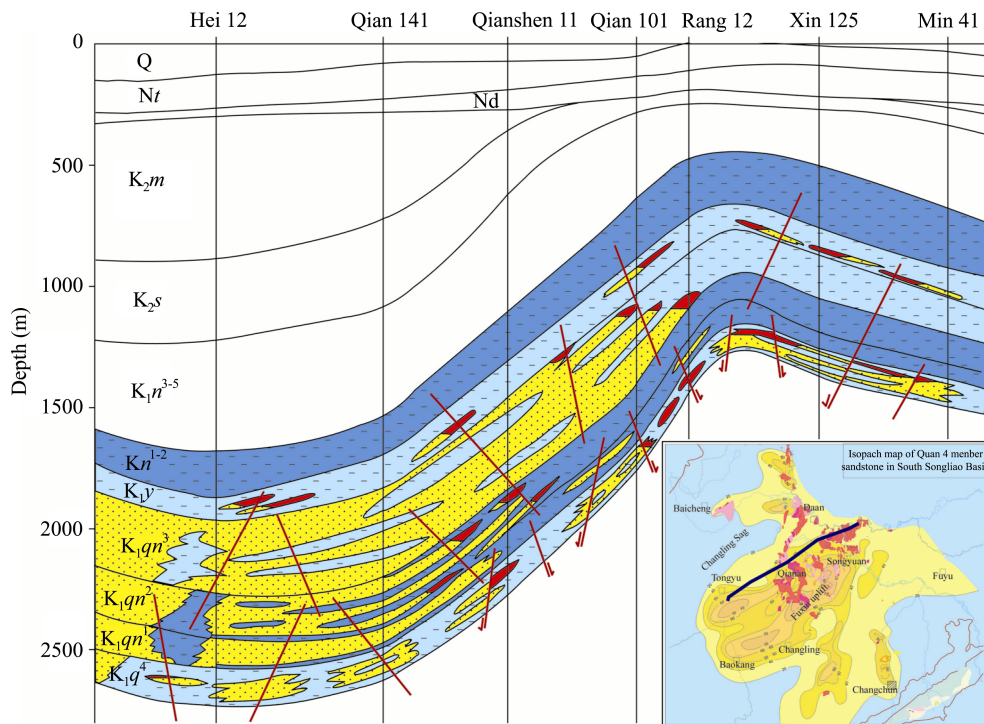 Hei 12 Qian 141 Qianshen 11 Qian 101 Rang 12 Xin 125 Min 41
0
Q
Nt
Nd
500
K₂m
1000
K₂s
Depth (m)
K₁n³⁻⁵
1500
Kn¹⁻²
K₁y
2000
K₁qn³
K₁qn²
K₁qn¹
2500
K₁q⁴
Isopach map of Quan 4 menber
sandstone in South Songliao Basin
Baicheng
Daan
Changling Sag
Songyuan
Qianan
Tongyu
Fuyu
Fuxin uplift
Changling
Baokang
Changchun